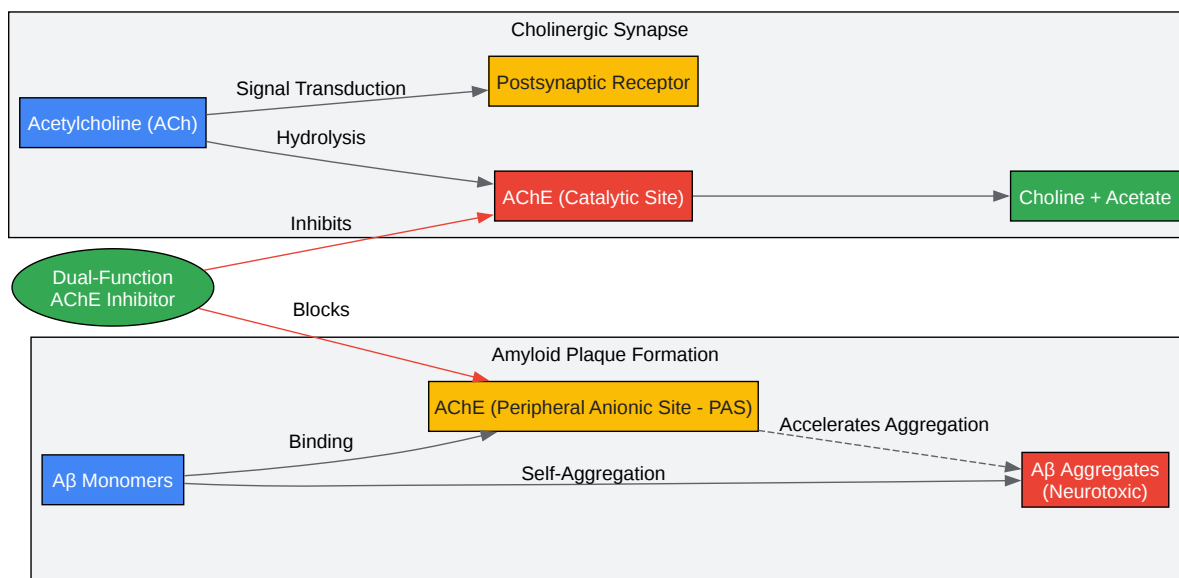 Cholinergic Synapse
Postsynaptic Receptor
Signal Transduction
Acetylcholine (ACh)
Hydrolysis
AChE (Catalytic Site)
Choline + Acetate
Inhibits
Dual-Function
AChE Inhibitor
Blocks
Amyloid Plaque Formation
AChE (Peripheral Anionic Site - PAS)
Accelerates Aggregation
Binding
Aβ Monomers
Self-Aggregation
Aβ Aggregates
(Neurotoxic)